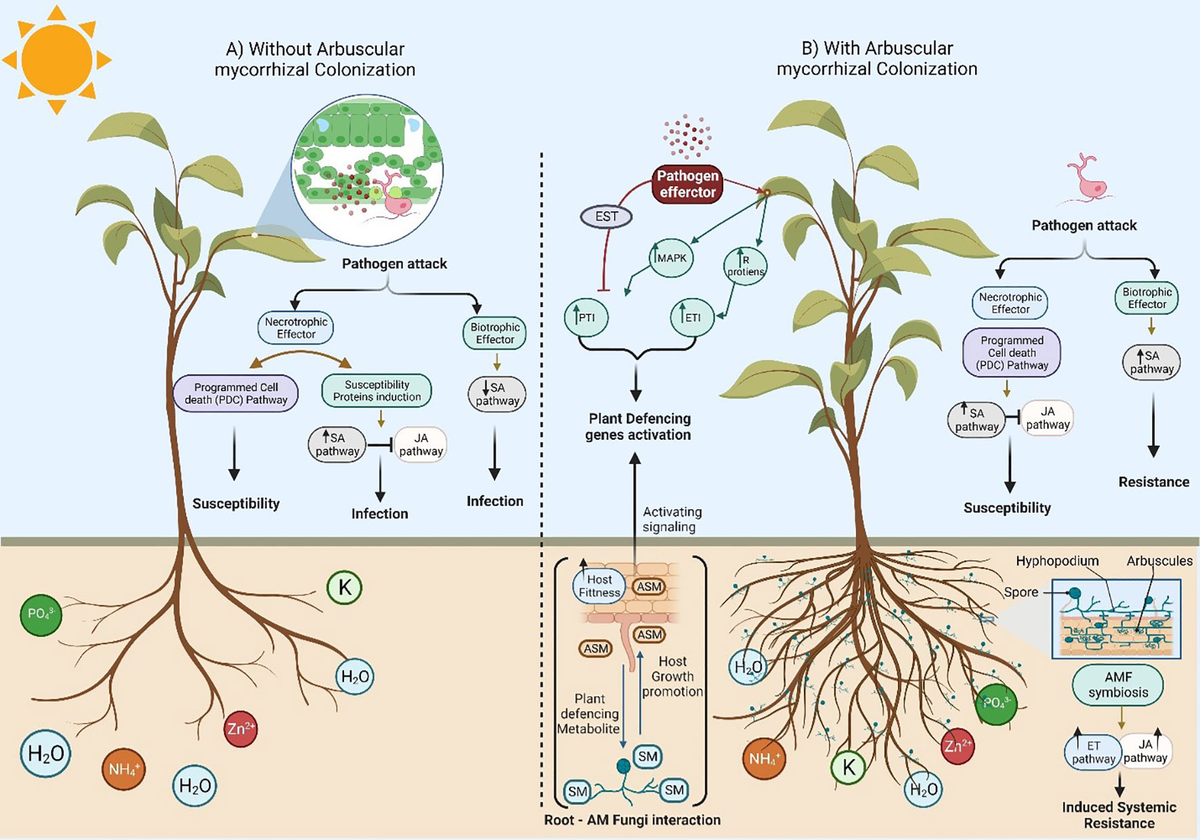 A) Without Arbuscular
mycorrhizal Colonization
Pathogen attack
Necrotrophic
Effector
Biotrophic
Effector
Programmed Cell
death (PDC) Pathway
Susceptibility
Proteins induction
↓SA
pathway
↑SA
pathway
JA
pathway
Susceptibility
Infection
Infection
PO₄³⁻
K
H₂O
Zn²⁺
H₂O
NH₄⁺
H₂O
B) With Arbuscular
mycorrhizal Colonization
Pathogen
efferctor
EST
↑MAPK
↑R
protiens
↑PTI
↑ETI
Plant Defencing
genes activation
Activating
signaling
Pathogen attack
Necrotrophic
Effector
Biotrophic
Effector
Programmed
Cell death
(PDC) Pathway
↑SA
pathway
↑SA
pathway
JA
pathway
Resistance
Susceptibility
↑Host
Fittness
ASM
ASM
ASM
Host
Growth
promotion
Plant
defencing
Metabolite
SM
SM
SM
Root - AM Fungi interaction
H₂O
PO₄³⁻
Zn²⁺
NH₄⁺
K
H₂O
Hyphopodium
Arbuscules
Spore
AMF
symbiosis
↑ET
pathway
JA↑
pathway
Induced Systemic
Resistance